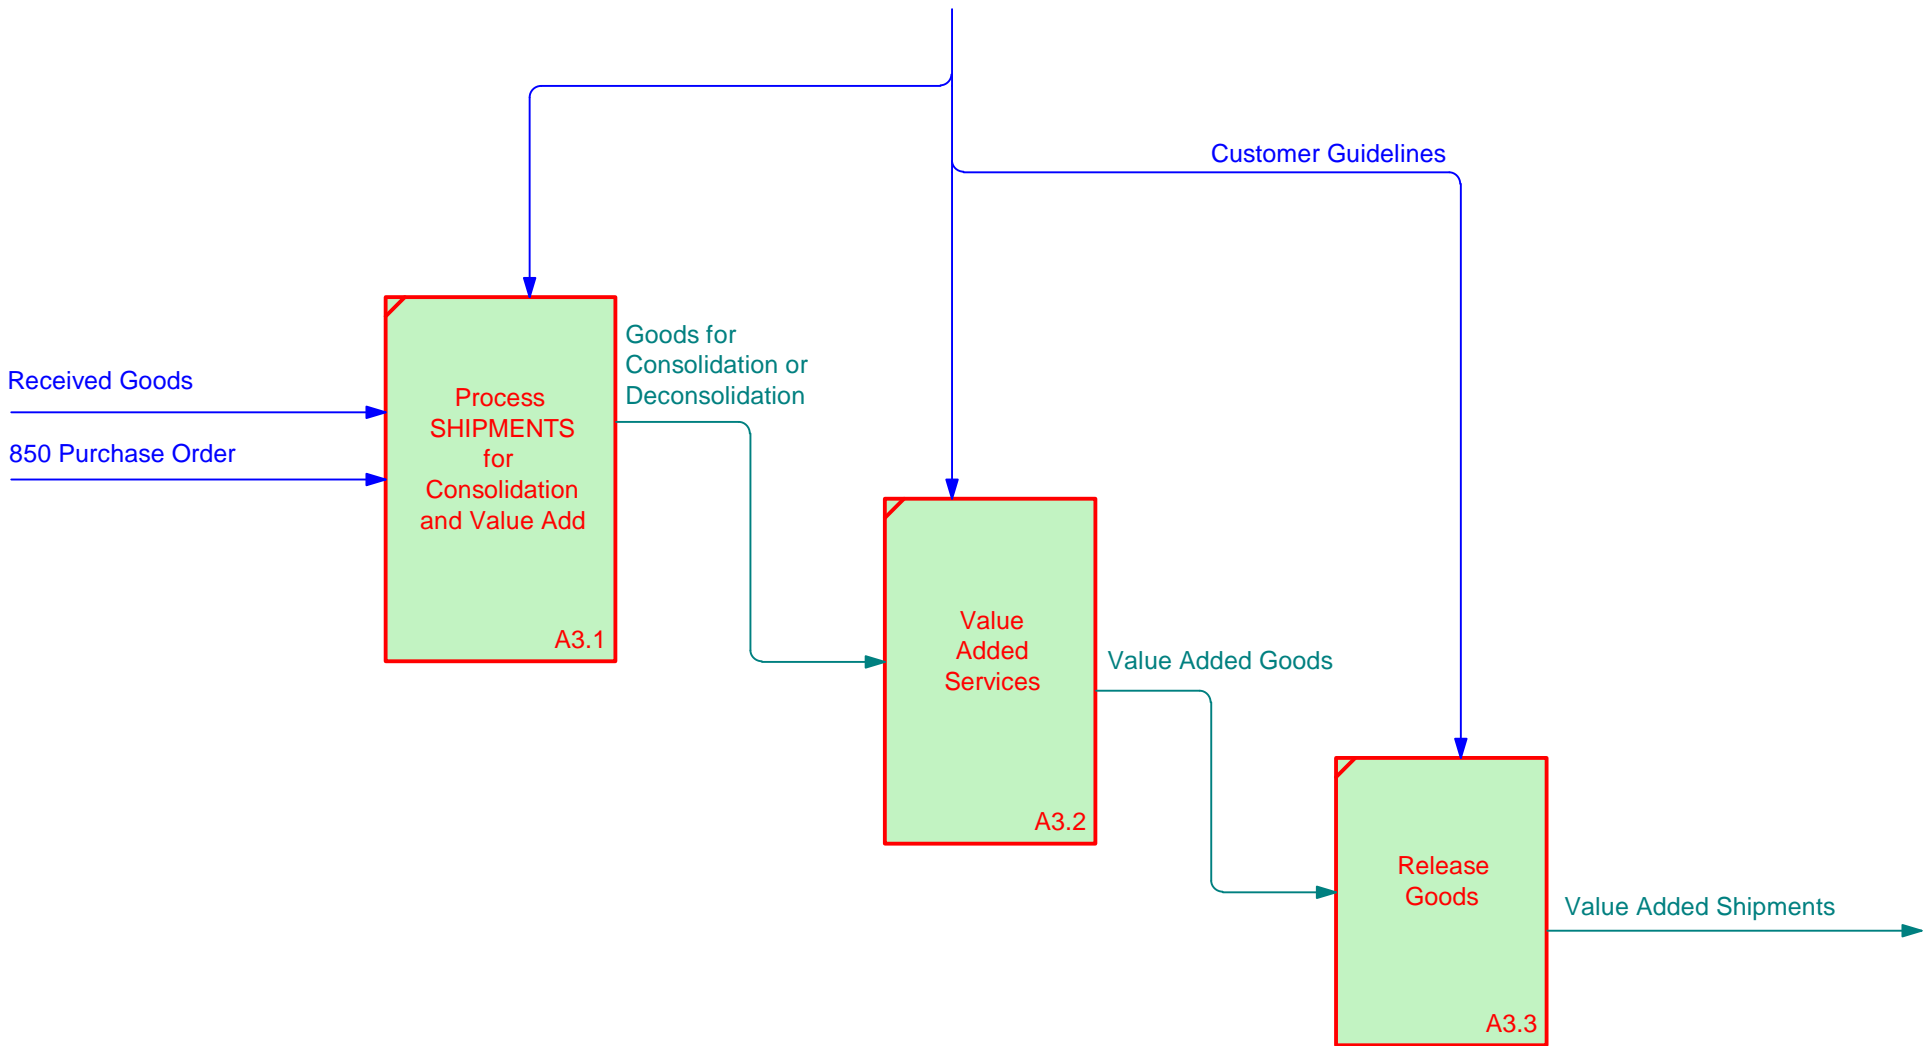 Customer Guidelines
Received Goods
850 Purchase Order
Process
SHIPMENTS
for
Consolidation
and Value Add
A3.1
Goods for
Consolidation or
Deconsolidation
Value
Added
Services
A3.2
Value Added Goods
Release
Goods
A3.3
Value Added Shipments